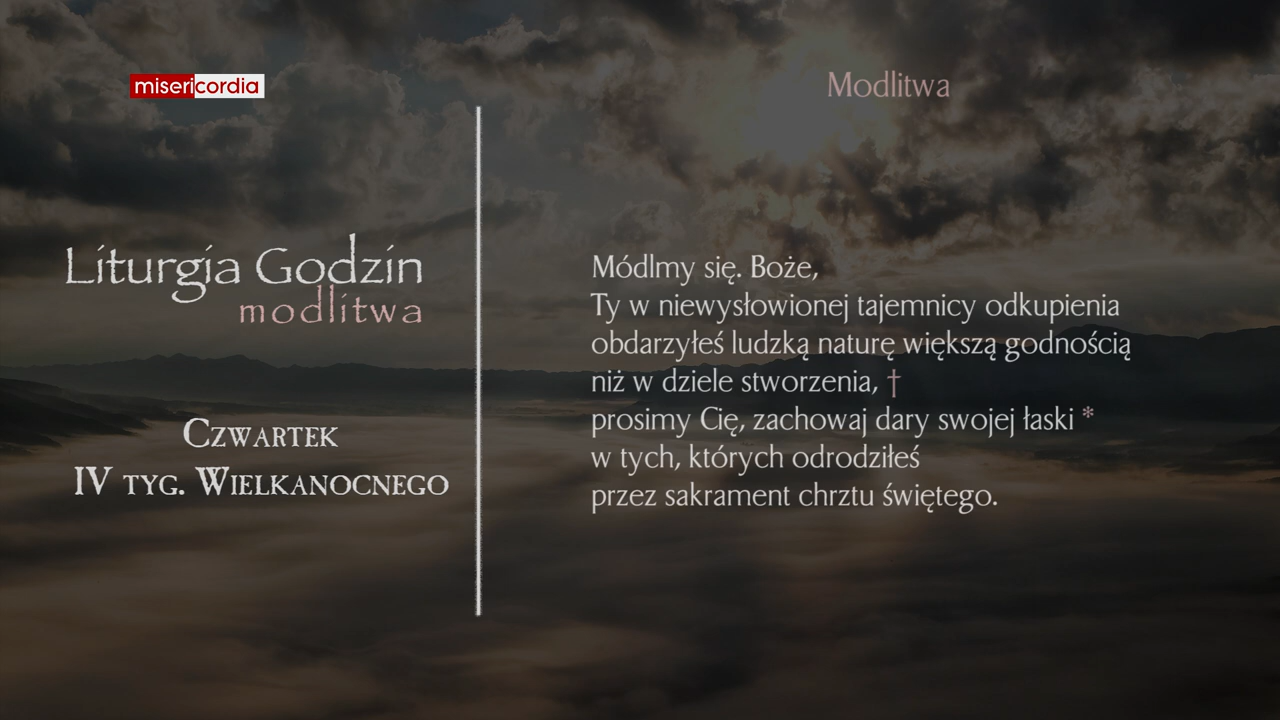 misericordia
Liturgia Godzin
modlitwa
Czwartek
IV tyg. Wielkanocnego
Modlitwa
Módlmy się. Boże,
Ty w niewysłowionej tajemnicy odkupienia
obdarzyłeś ludzką naturę większą godnością
niż w dziele stworzenia, †
prosimy Cię, zachowaj dary swojej łaski *
w tych, których odrodziłeś
przez sakrament chrztu świętego.